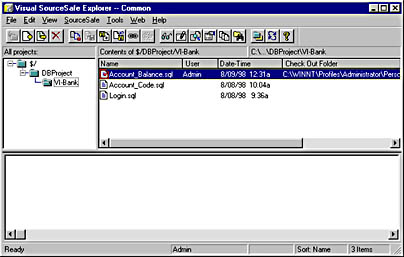 Visual SourceSafe Explorer -- Common
File Edit View SourceSafe Tools Web Help
All projects:
Contents of $/DBProject/VI-Bank
C:\...\DBProject\VI-Bank
$/
DBProject
VI-Bank
Name User Date-Time Check Out Folder
Account_Balance.sql Admin 8/09/98 12:31a C:\WINNT\Profiles\Administrator\Perso
Account_Code.sql 8/08/98 10:04a
Login.sql 8/08/98 9:36a
Ready Admin Sort: Name 3 Items